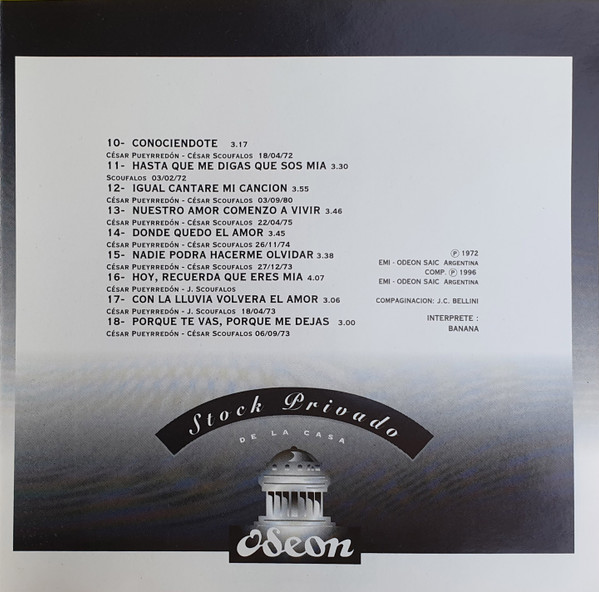 10- CONOCIENDOTE 3.17
CÉSAR PUEYRREDÓN - CÉSAR SCOUFALOS 18/04/72
11- HASTA QUE ME DIGAS QUE SOS MIA 3.30
SCOUFALOS 03/02/72
12- IGUAL CANTARE MI CANCION 3.55
CÉSAR PUEYRREDÓN - CÉSAR SCOUFALOS 03/09/80
13- NUESTRO AMOR COMENZO A VIVIR 3.46
CÉSAR PUEYRREDÓN - CÉSAR SCOUFALOS 22/04/75
14- DONDE QUEDO EL AMOR 3.45
CÉSAR PUEYRREDÓN - CÉSAR SCOUFALOS 26/11/74
15- NADIE PODRA HACERME OLVIDAR 3.38
CÉSAR PUEYRREDÓN - CÉSAR SCOUFALOS 27/12/73
16- HOY, RECUERDA QUE ERES MIA 4.07
CÉSAR PUEYRREDÓN - J. SCOUFALOS
17- CON LA LLUVIA VOLVERA EL AMOR 3.06
CÉSAR PUEYRREDÓN - J. SCOUFALOS 18/04/73
18- PORQUE TE VAS, PORQUE ME DEJAS 3.00
CÉSAR PUEYRREDÓN - CÉSAR SCOUFALOS 06/09/73
℗ 1972
EMI - ODEON SAIC ARGENTINA
COMP. ℗ 1996
EMI - ODEON SAIC ARGENTINA
COMPAGINACION: J.C. BELLINI
INTERPRETE :
BANANA
Stock Privado
DE LA CASA
Odeon